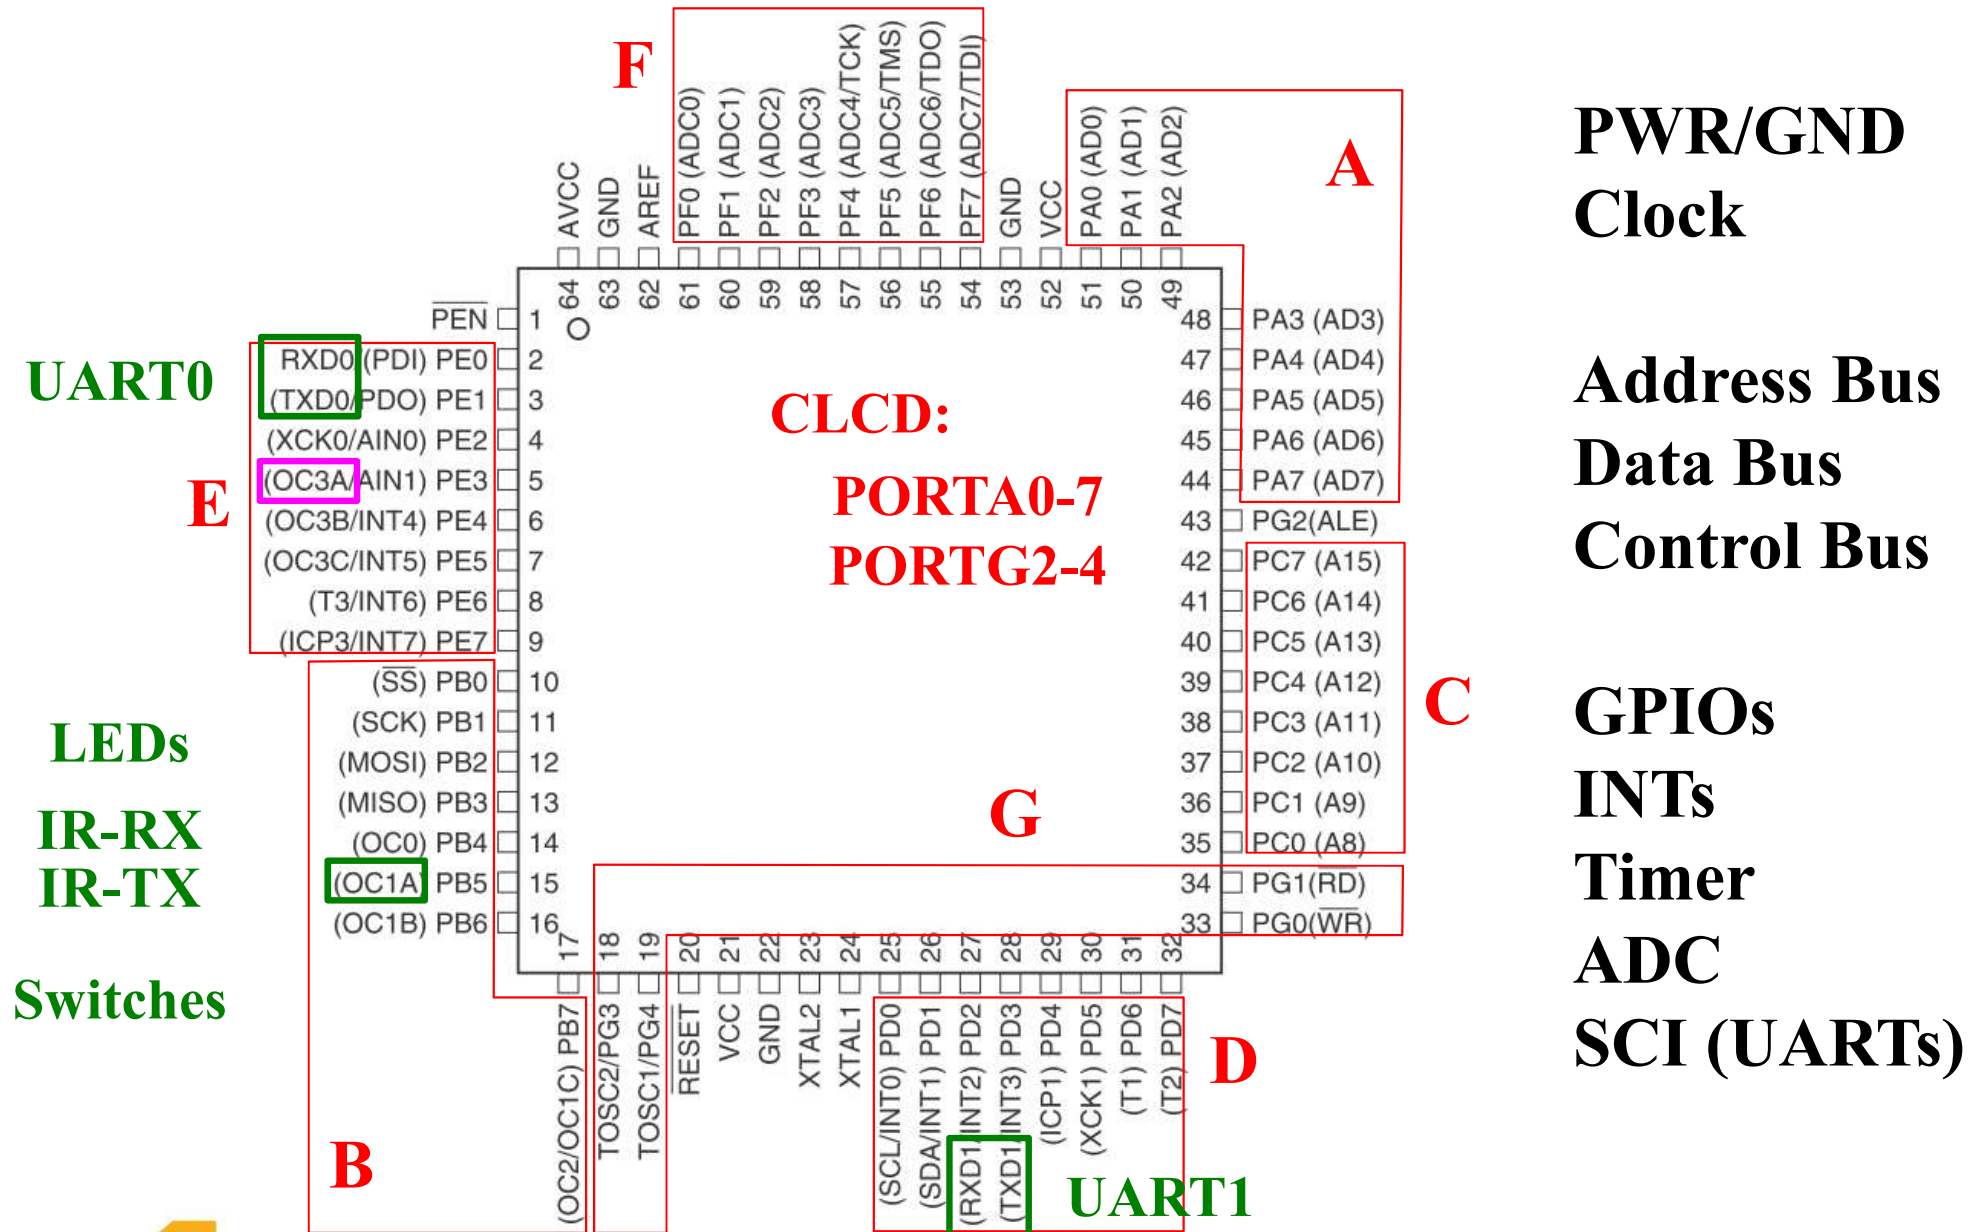 F
PF0 (ADC0)
PF1 (ADC1)
PF2 (ADC2)
PF3 (ADC3)
PF4 (ADC4/TCK)
PF5 (ADC5/TMS)
PF6 (ADC6/TDO)
PF7 (ADC7/TDI)
AVCC
GND
AREF
GND
VCC
PA0 (AD0)
PA1 (AD1)
PA2 (AD2)
A
64
63
62
61
60
59
58
57
56
55
54
53
52
51
50
49
PEN 1
RXD0/(PDI) PE0 2
(TXD0/PDO) PE1 3
(XCK0/AIN0) PE2 4
(OC3A/AIN1) PE3 5
(OC3B/INT4) PE4 6
(OC3C/INT5) PE5 7
(T3/INT6) PE6 8
(ICP3/INT7) PE7 9
(SS) PB0 10
(SCK) PB1 11
(MOSI) PB2 12
(MISO) PB3 13
(OC0) PB4 14
(OC1A) PB5 15
(OC1B) PB6 16
UART0
E
LEDs
IR-RX
IR-TX
Switches
B
CLCD:
PORTA0-7
PORTG2-4
G
48 PA3 (AD3)
47 PA4 (AD4)
46 PA5 (AD5)
45 PA6 (AD6)
44 PA7 (AD7)
43 PG2(ALE)
42 PC7 (A15)
41 PC6 (A14)
40 PC5 (A13)
39 PC4 (A12)
38 PC3 (A11)
37 PC2 (A10)
36 PC1 (A9)
35 PC0 (A8)
34 PG1(RD)
33 PG0(WR)
C
17
18
19
20
21
22
23
24
25
26
27
28
29
30
31
32
(OC2/OC1C) PB7
TOSC2/PG3
TOSC1/PG4
RESET
VCC
GND
XTAL2
XTAL1
(SCL/INT0) PD0
(SDA/INT1) PD1
(RXD1/INT2) PD2
(TXD1/INT3) PD3
(ICP1) PD4
(XCK1) PD5
(T1) PD6
(T2) PD7
D
UART1
PWR/GND
Clock
Address Bus
Data Bus
Control Bus
GPIOs
INTs
Timer
ADC
SCI (UARTs)